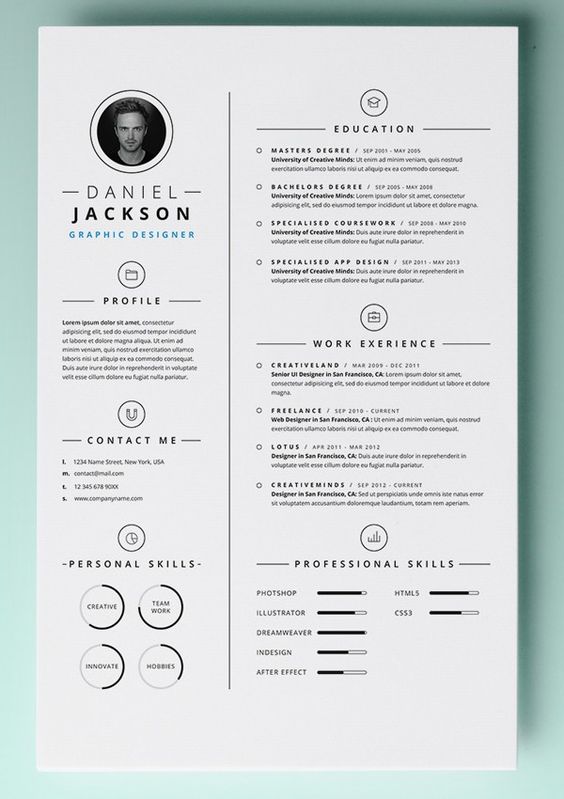 DANIEL
JACKSON
GRAPHIC DESIGNER
PROFILE
Lorem ipsum dolor sit amet, consectetur
adipiscing elit, sed do eiusmod tempor incididunt
ut labore et dolore magna aliqua. Ut enim ad
minim veniam, quis nostrud exercitation ullamco
laboris nisi ut aliquip ex ea commodo consequat.
Duis aute irure dolor in reprehenderit in voluptate
velit esse cillum dolore eu fugiat nulla pariatur.
CONTACT ME
l. 1234 Name Street, New York, USA
m. contact@mail.com
t. 12 345 678 90XX
s. www.companyname.com
PERSONAL SKILLS
CREATIVE
TEAM
WORK
INNOVATE
HOBBIES
EDUCATION
MASTERS DEGREE / SEP 2001 - MAY 2005
University of Creative Minds: Ut enim ad minim veniam, quis nostrud
exercitation ullamco laboris nisi ut aliquip ex ea commodo
consequat.
BACHELORS DEGREE / SEP 2005 - MAY 2008
University of Creative Minds: Lorem ipsum dolor sit amet, consectetur
adipiscing elit, sed do eiusmod tempor incididunt ut labore et dolore magna aliqua.
SPECIALISED COURSEWORK / SEP 2008 - MAY 2010
University of Creative Minds: Duis aute irure dolor in reprehenderit in
voluptate velit esse cillum dolore eu fugiat nulla pariatur.
SPECIALISED APP DESIGN / SEP 2011 - MAY 2013
University of Creative Minds: Duis aute irure dolor in reprehenderit in
voluptate velit esse cillum dolore eu fugiat nulla pariatur.
WORK EXERIENCE
CREATIVELAND / MAR 2009 - DEC 2011
Senior UI Designer in San Francisco, CA: Lorem ipsum dolor sit amet,
consectetur adipiscing elit, sed do eiusmod tempor incididunt ut labore et dolore
magna.
FREELANCE / SEP 2010 - CURRENT
Web Designer in San Francisco, CA: Ut enim ad minim veniam, quis nostrud
exercitation ullamco laboris nisi ut aliquip ex ea commodo consequat.
LOTUS / APR 2011 - MAR 2012
Designer in San Francisco, CA: Duis aute irure dolor in reprehenderit in
voluptate velit esse cillum dolore eu fugiat nulla pariatur.
CREATIVEMINDS / SEP 2012 - CURRENT
Designer in San Francisco, CA: Sed ut perspiciatis unde omnis iste natus error
sit voluptatem accusantium doloremque laudantium, totam rem aperiam.
PROFESSIONAL SKILLS
PHOTSHOP
ILLUSTRATOR
DREAMWEAVER
INDESIGN
AFTER EFFECT
HTML5
CSS3